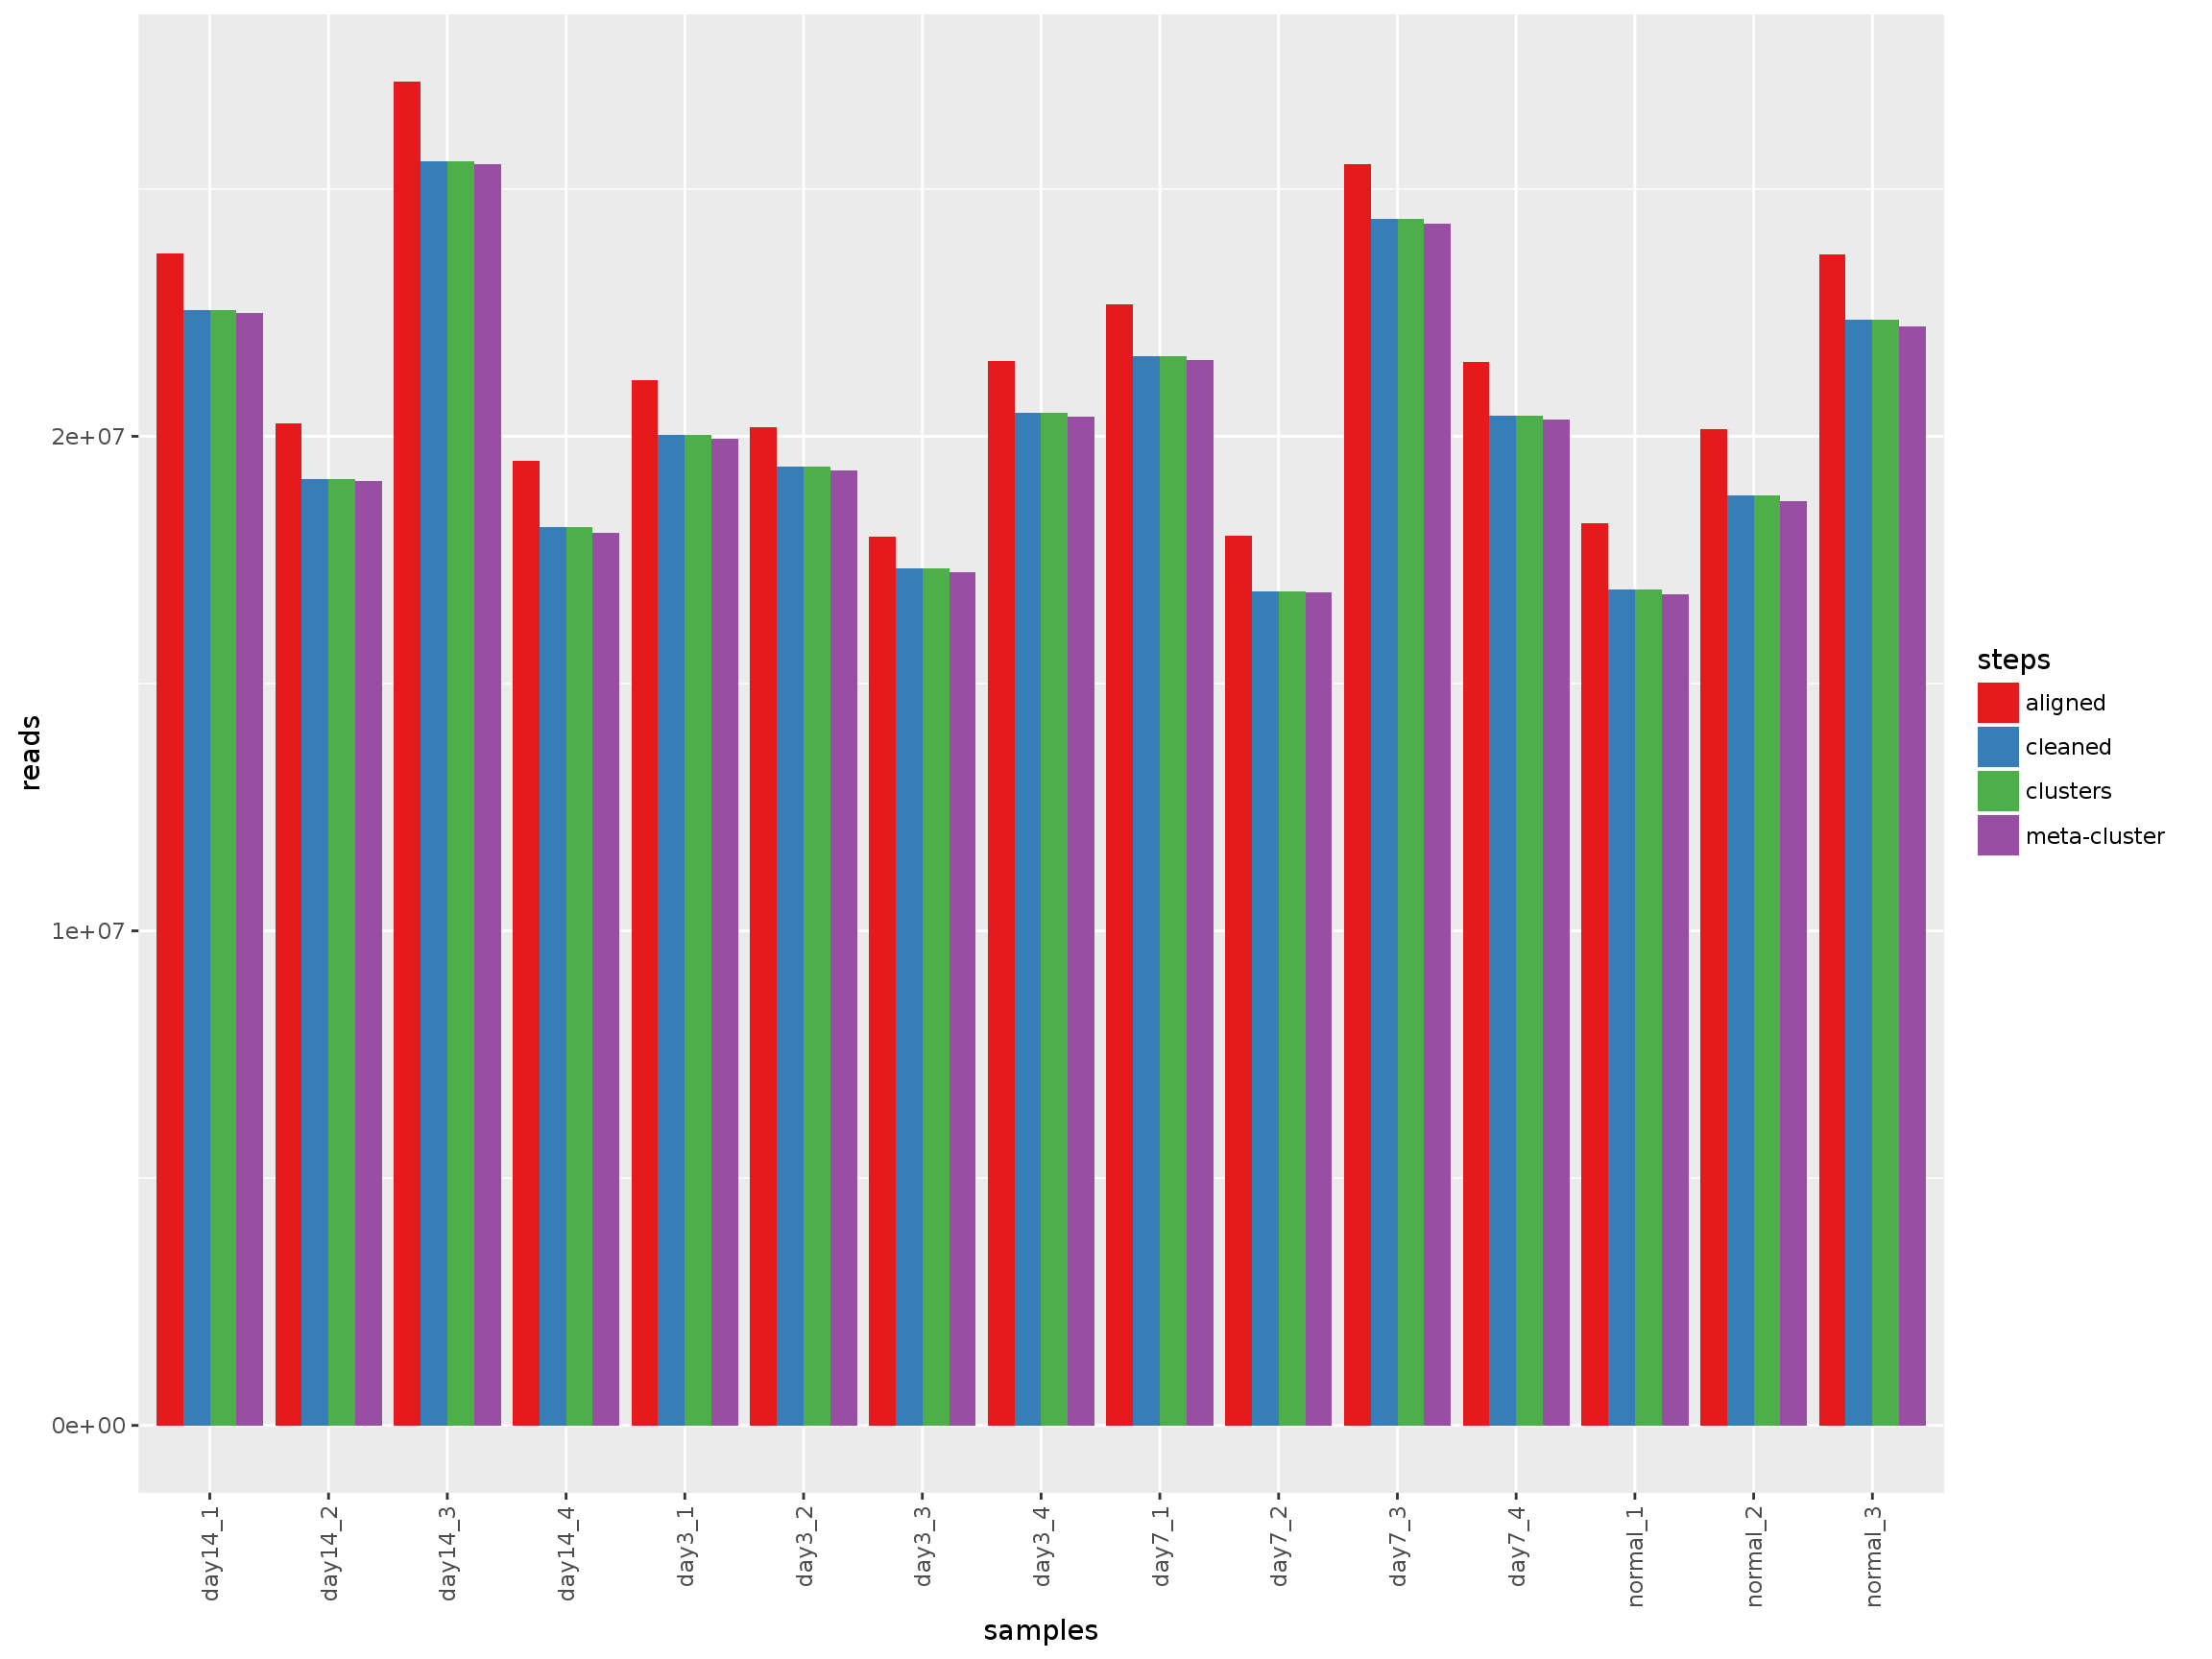 reads
2e+07
1e+07
0e+00
day14_1
day14_2
day14_3
day14_4
day3_1
day3_2
day3_3
day3_4
day7_1
day7_2
day7_3
day7_4
normal_1
normal_2
normal_3
samples
steps
aligned
cleaned
clusters
meta-cluster